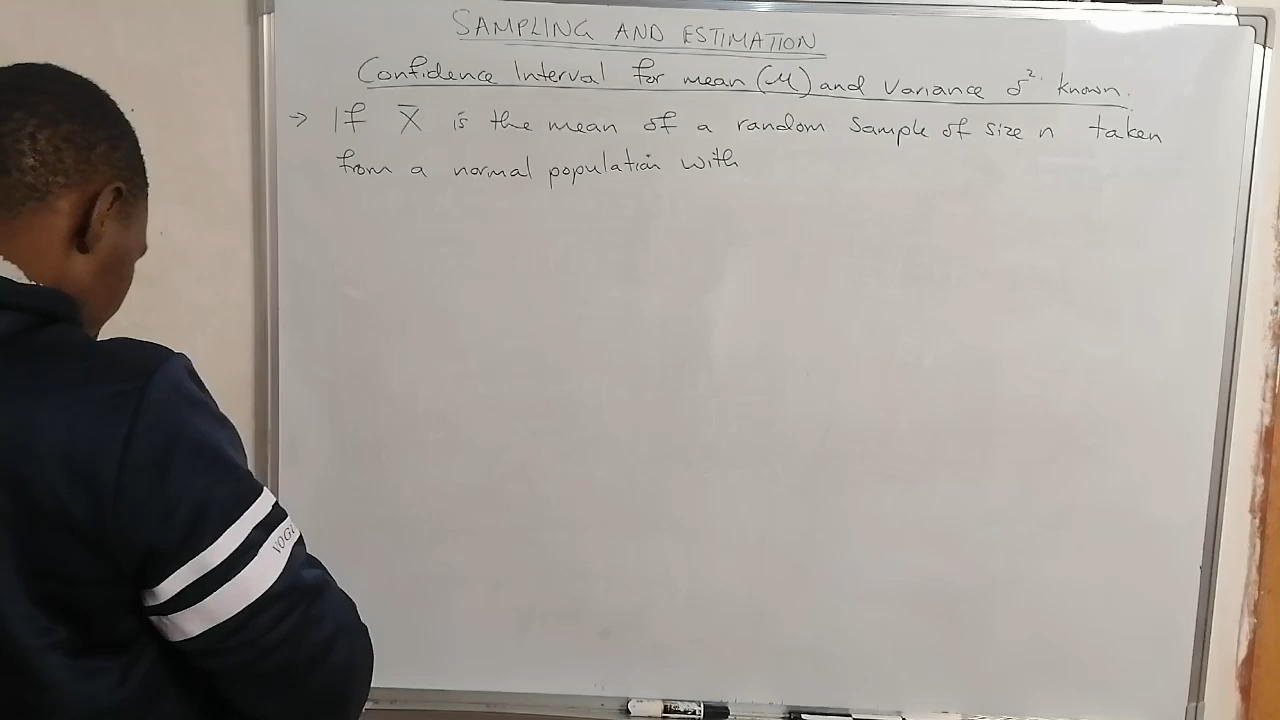 SAMPLING AND ESTIMATION
Confidence Interval for mean (μ) and Variance δ² known.
→ If X̄ is the mean of a random sample of size n taken
from a normal population with